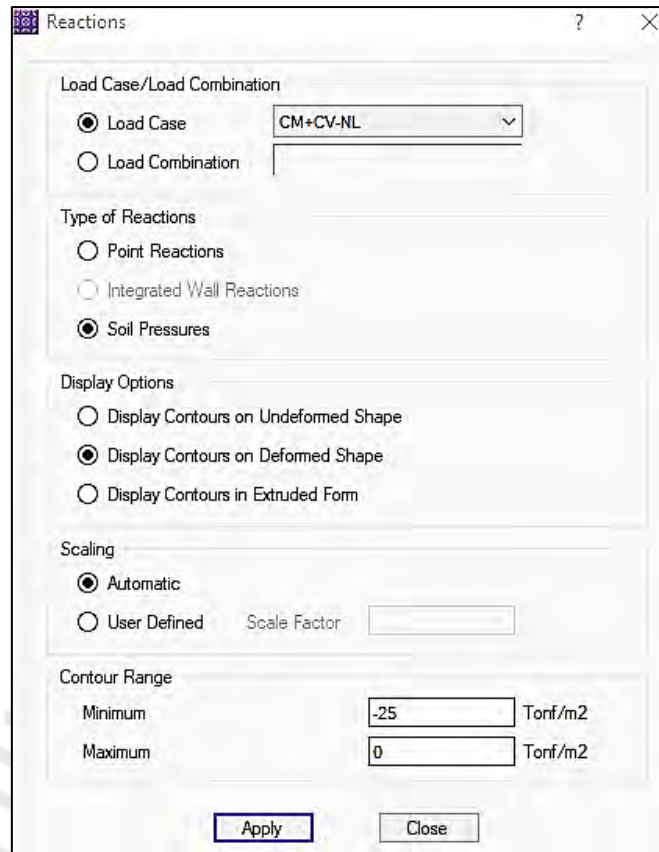 Reactions ? X
Load Case/Load Combination
Load Case CM+CV-NL
Load Combination
Type of Reactions
Point Reactions
Integrated Wall Reactions
Soil Pressures
Display Options
Display Contours on Undeformed Shape
Display Contours on Deformed Shape
Display Contours in Extruded Form
Scaling
Automatic
User Defined Scale Factor
Contour Range
Minimum -25 Tonf/m2
Maximum 0 Tonf/m2
Apply Close